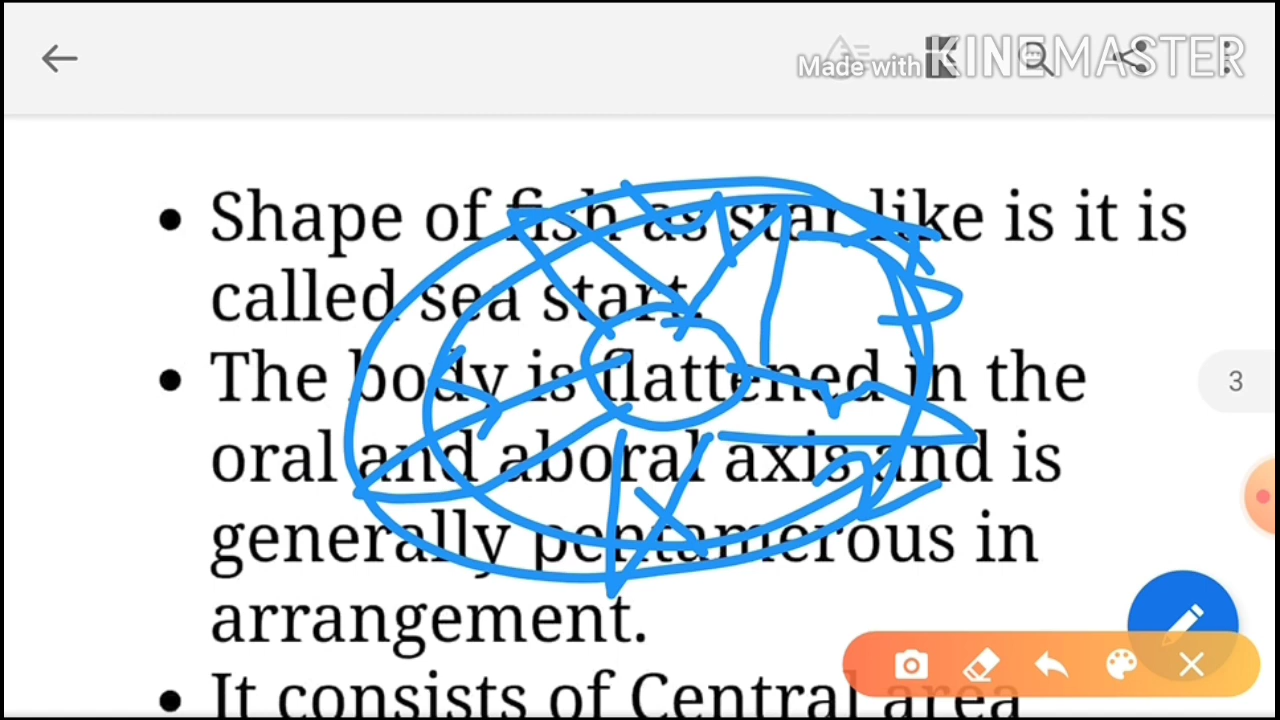 Made with KINEMASTER
Shape of fish as star like is it is
called sea start.
The body is flattened in the
3
oral and aboral axis and is
generally pentamerous in
arrangement.
It consists of Central area